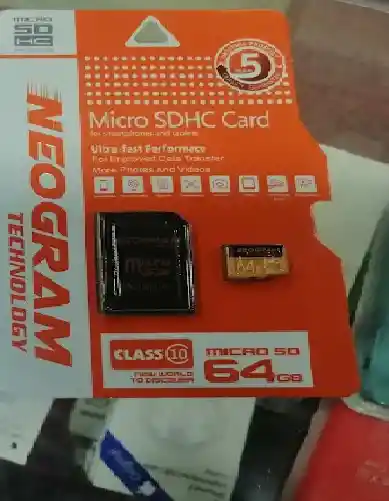 MICRO
SD
HC
5
Micro SDHC Card
for smartphones and tablets
Ultra-fast Performance
For Improved Data Transfer
More Photos and Videos
NEOGRAM
TECHNOLOGY
64
CLASS 10
NEW WORLD
TO DISCOVER
MICRO SD
64GB